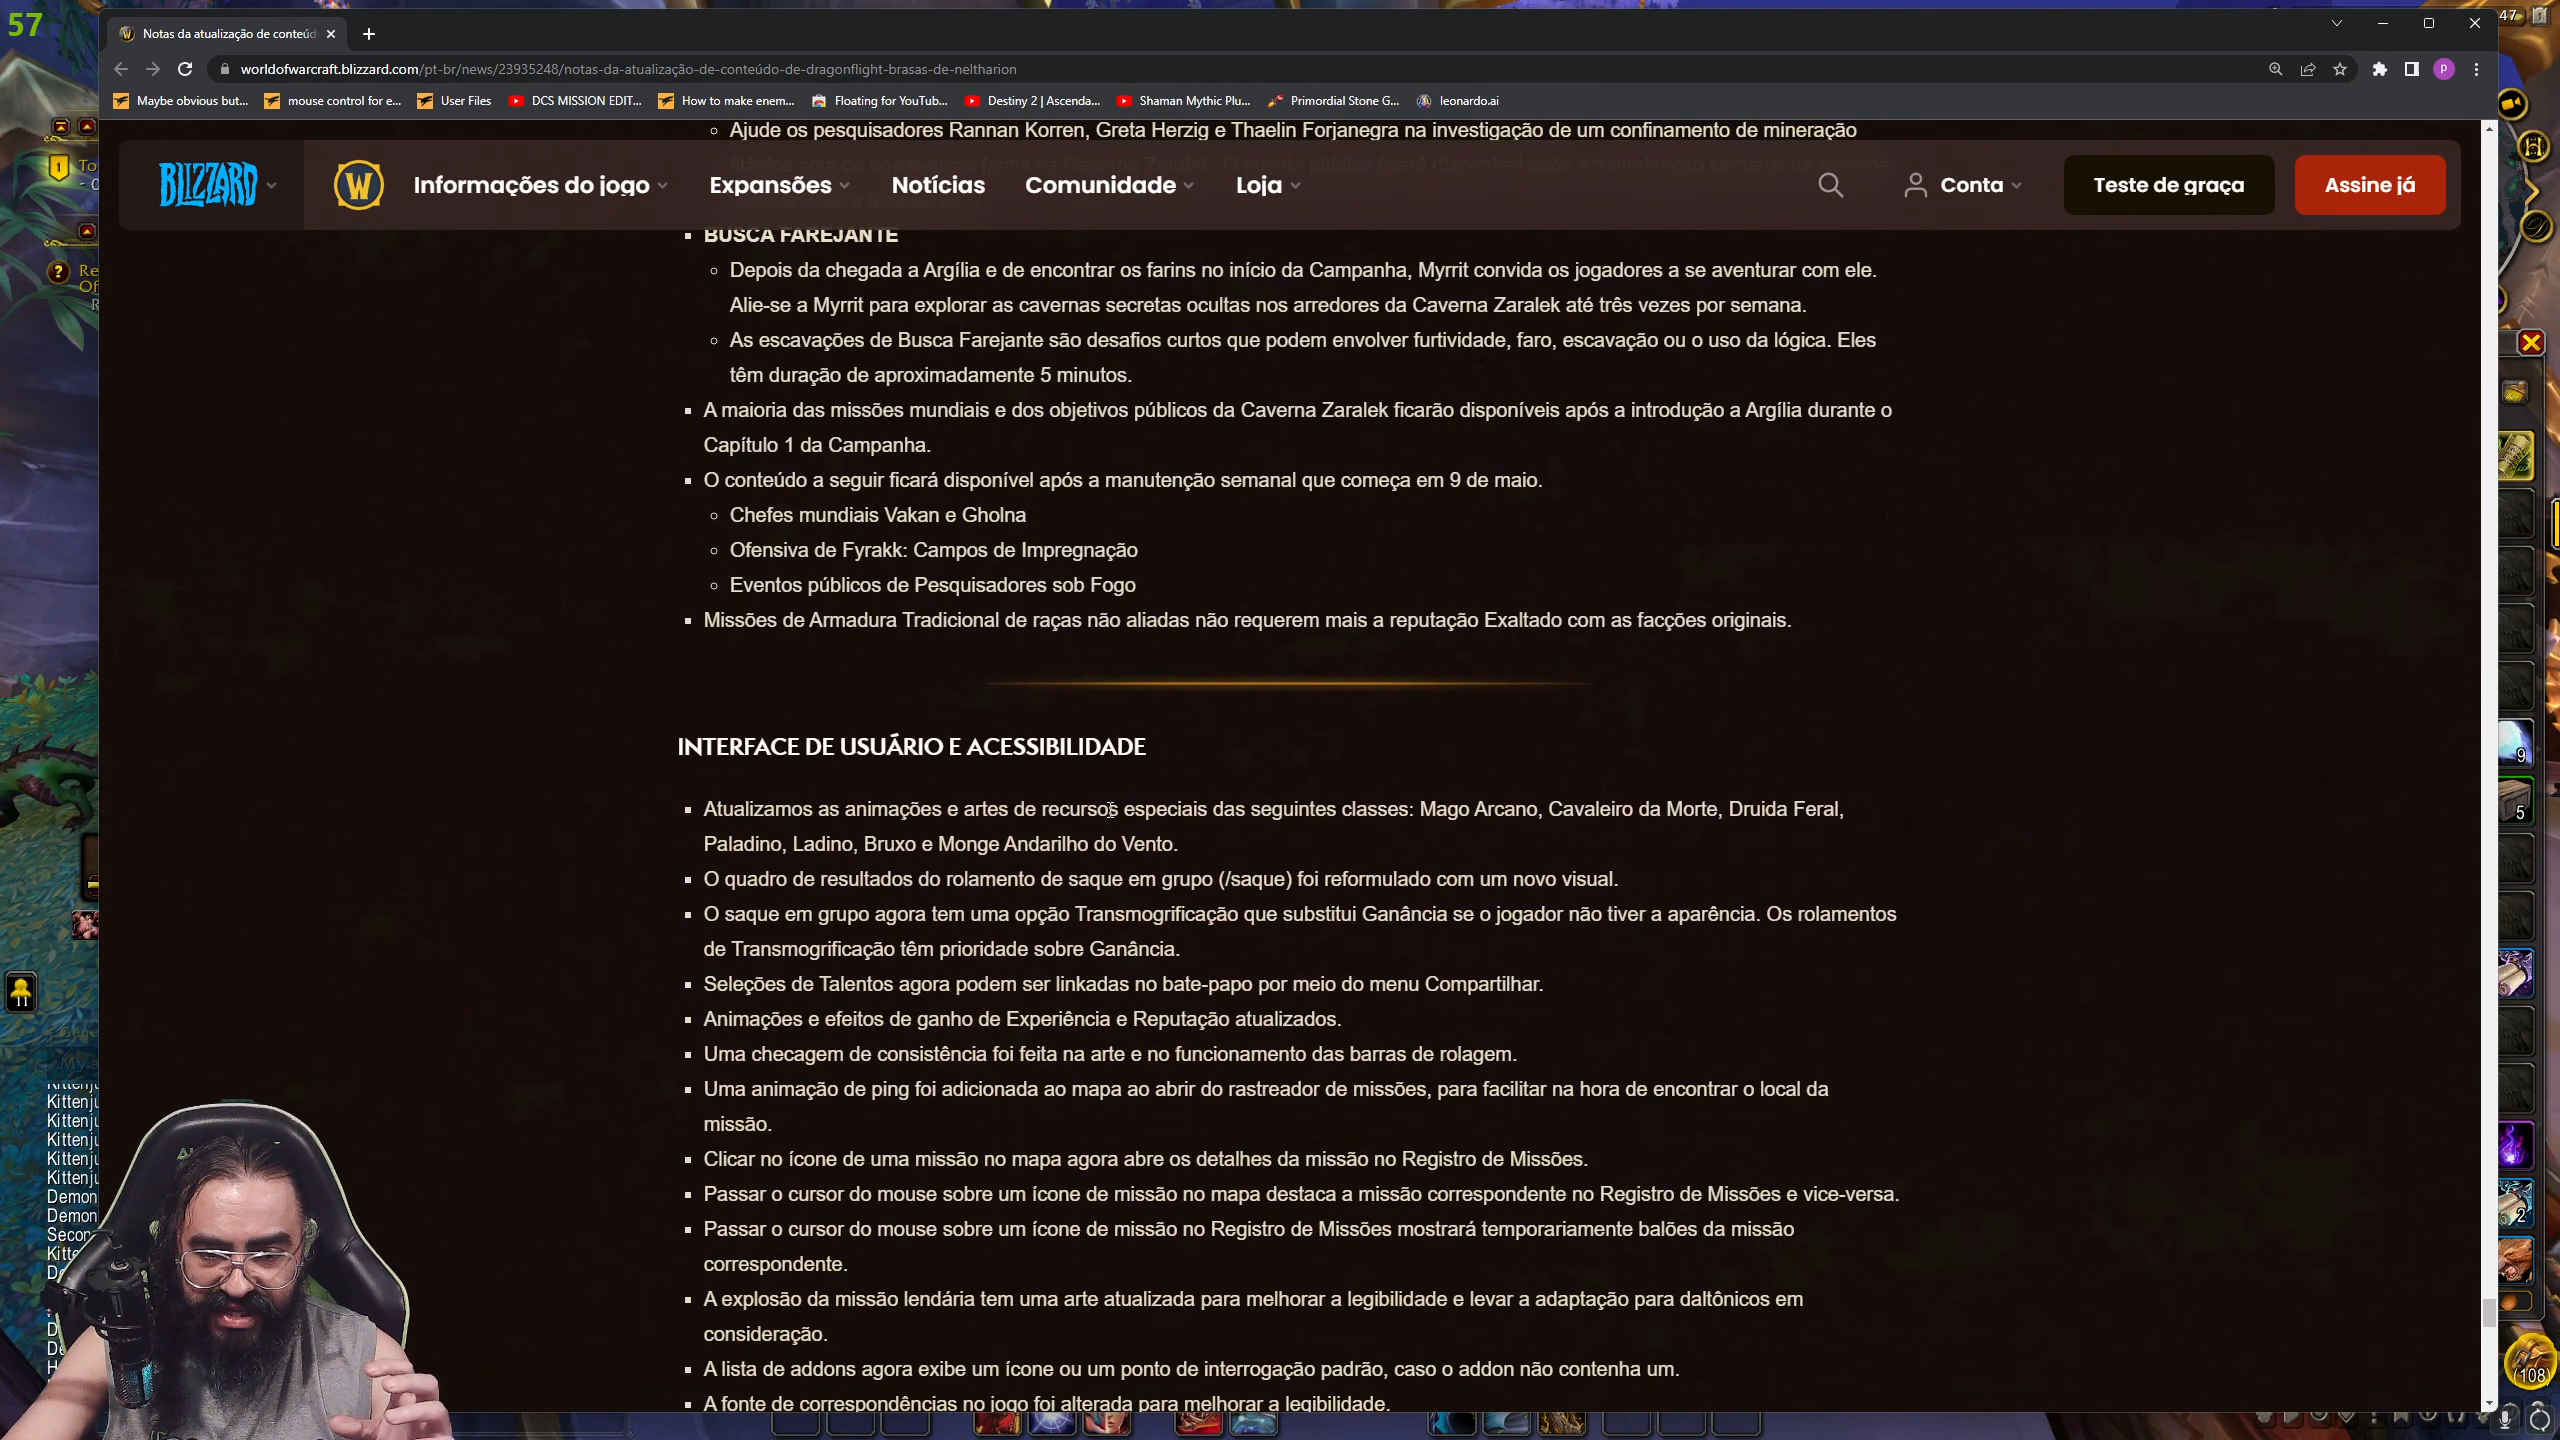 57
47
Notas da atualização de conteúd
worldofwarcraft.blizzard.com/pt-br/news/23935248/notas-da-atualização-de-conteúdo-de-dragonflight-brasas-de-neltharion
P
Maybe obvious but... mouse control for e... User Files DCS MISSION EDIT... How to make enem... Floating for YouTub... Destiny 2 | Ascenda... Shaman Mythic Plu... Primordial Stone G... leonardo.ai
Ajude os pesquisadores Rannan Korren, Greta Herzig e Thaelin Forjanegra na investigação de um confinamento de mineração
BLIZZARD W Informações do jogo Expansões Notícias Comunidade Loja Conta Teste de graça Assine já
BUSCA FAREJANTE
Depois da chegada a Argília e de encontrar os farins no início da Campanha, Myrrit convida os jogadores a se aventurar com ele.
Alie-se a Myrrit para explorar as cavernas secretas ocultas nos arredores da Caverna Zaralek até três vezes por semana.
As escavações de Busca Farejante são desafios curtos que podem envolver furtividade, faro, escavação ou o uso da lógica. Eles
têm duração de aproximadamente 5 minutos.
A maioria das missões mundiais e dos objetivos públicos da Caverna Zaralek ficarão disponíveis após a introdução a Argília durante o
Capítulo 1 da Campanha.
O conteúdo a seguir ficará disponível após a manutenção semanal que começa em 9 de maio.
Chefes mundiais Vakan e Gholna
Ofensiva de Fyrakk: Campos de Impregnação
Eventos públicos de Pesquisadores sob Fogo
Missões de Armadura Tradicional de raças não aliadas não requerem mais a reputação Exaltado com as facções originais.
INTERFACE DE USUÁRIO E ACESSIBILIDADE
Atualizamos as animações e artes de recursos especiais das seguintes classes: Mago Arcano, Cavaleiro da Morte, Druida Feral,
Paladino, Ladino, Bruxo e Monge Andarilho do Vento.
O quadro de resultados do rolamento de saque em grupo (/saque) foi reformulado com um novo visual.
O saque em grupo agora tem uma opção Transmogrificação que substitui Ganância se o jogador não tiver a aparência. Os rolamentos
de Transmogrificação têm prioridade sobre Ganância.
Seleções de Talentos agora podem ser linkadas no bate-papo por meio do menu Compartilhar.
Animações e efeitos de ganho de Experiência e Reputação atualizados.
Uma checagem de consistência foi feita na arte e no funcionamento das barras de rolagem.
Uma animação de ping foi adicionada ao mapa ao abrir do rastreador de missões, para facilitar na hora de encontrar o local da
missão.
Clicar no ícone de uma missão no mapa agora abre os detalhes da missão no Registro de Missões.
Passar o cursor do mouse sobre um ícone de missão no mapa destaca a missão correspondente no Registro de Missões e vice-versa.
Passar o cursor do mouse sobre um ícone de missão no Registro de Missões mostrará temporariamente balões da missão
correspondente.
A explosão da missão lendária tem uma arte atualizada para melhorar a legibilidade e levar a adaptação para daltônicos em
consideração.
A lista de addons agora exibe um ícone ou um ponto de interrogação padrão, caso o addon não contenha um.
A fonte de correspondências no jogo foi alterada para melhorar a legibilidade.
1
To
Re
Of
11
Kittenju
Kittenju
Kittenju
Kittenju
Kittenju
Demon
Demon
Secon
Kitte
9
5
2
(108)